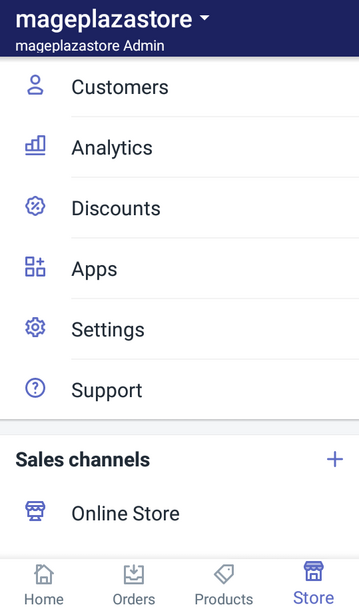 mageplazastore
mageplazastore Admin
Customers
Analytics
Discounts
Apps
Settings
Support
Sales channels
Online Store
Home Orders Products Store